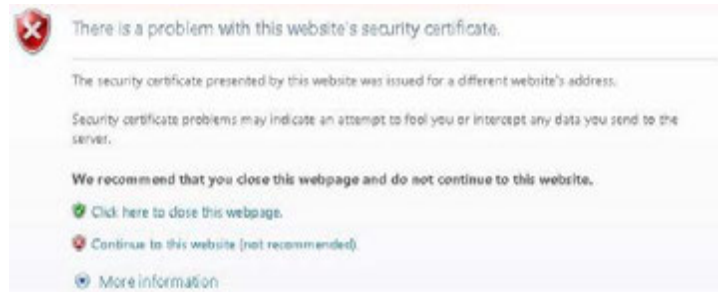 There is a problem with this website's security certificate.
The security certificate presented by this website was issued for a different website's address.
Security certificate problems may indicate an attempt to fool you or intercept any data you send to the
server.
We recommend that you close this webpage and do not continue to this website.
Click here to close this webpage.
Continue to this website (not recommended).
More information